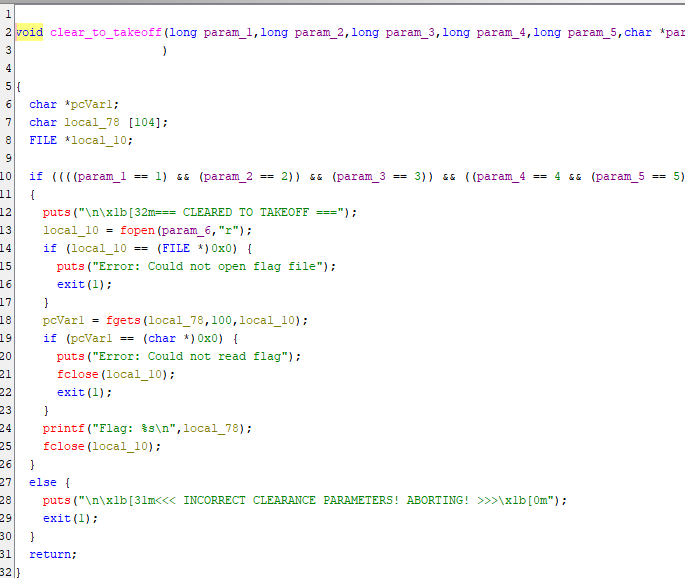 1
2 void clear_to_takeoff(long param_1,long param_2,long param_3,long param_4,long param_5,char *par
3 )
4
5 {
6 char *pcVar1;
7 char local_78 [104];
8 FILE *local_10;
9
10 if ((((param_1 == 1) && (param_2 == 2)) && (param_3 == 3)) && ((param_4 == 4 && (param_5 == 5)
11 {
12 puts("\n\x1b[32m=== CLEARED TO TAKEOFF ===");
13 local_10 = fopen(param_6,"r");
14 if (local_10 == (FILE *)0x0) {
15 puts("Error: Could not open flag file");
16 exit(1);
17 }
18 pcVar1 = fgets(local_78,100,local_10);
19 if (pcVar1 == (char *)0x0) {
20 puts("Error: Could not read flag");
21 fclose(local_10);
22 exit(1);
23 }
24 printf("Flag: %s\n",local_78);
25 fclose(local_10);
26 }
27 else {
28 puts("\n\x1b[31m<<< INCORRECT CLEARANCE PARAMETERS! ABORTING! >>>\x1b[0m");
29 exit(1);
30 }
31 return;
32 }